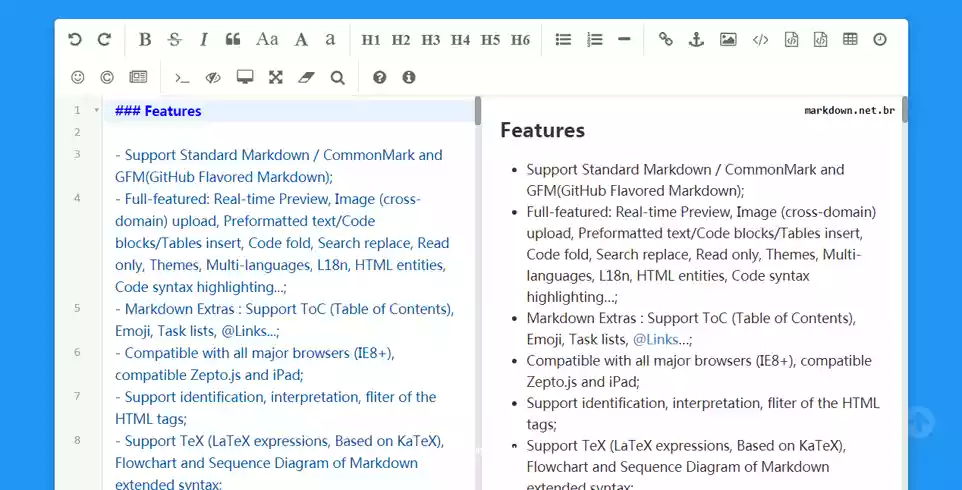 B S I Aa A a H1 H2 H3 H4 H5 H6
1 ### Features
2
3 - Support Standard Markdown / CommonMark and
GFM(GitHub Flavored Markdown);
4 - Full-featured: Real-time Preview, Image (cross-
domain) upload, Preformatted text/Code
blocks/Tables insert, Code fold, Search replace, Read
only, Themes, Multi-languages, L18n, HTML entities,
Code syntax highlighting...;
5 - Markdown Extras : Support ToC (Table of Contents),
Emoji, Task lists, @Links...;
6 - Compatible with all major browsers (IE8+),
compatible Zepto.js and iPad;
7 - Support identification, interpretation, fliter of the
HTML tags;
8 - Support TeX (LaTeX expressions, Based on KaTeX),
Flowchart and Sequence Diagram of Markdown
extended syntax;
markdown.net.br
Features
• Support Standard Markdown / CommonMark and
GFM(GitHub Flavored Markdown);
• Full-featured: Real-time Preview, Image (cross-domain)
upload, Preformatted text/Code blocks/Tables insert,
Code fold, Search replace, Read only, Themes, Multi-
languages, L18n, HTML entities, Code syntax
highlighting...;
• Markdown Extras : Support ToC (Table of Contents),
Emoji, Task lists, @Links...;
• Compatible with all major browsers (IE8+), compatible
Zepto.js and iPad;
• Support identification, interpretation, fliter of the HTML
tags;
• Support TeX (LaTeX expressions, Based on KaTeX),
Flowchart and Sequence Diagram of Markdown
extended syntax;